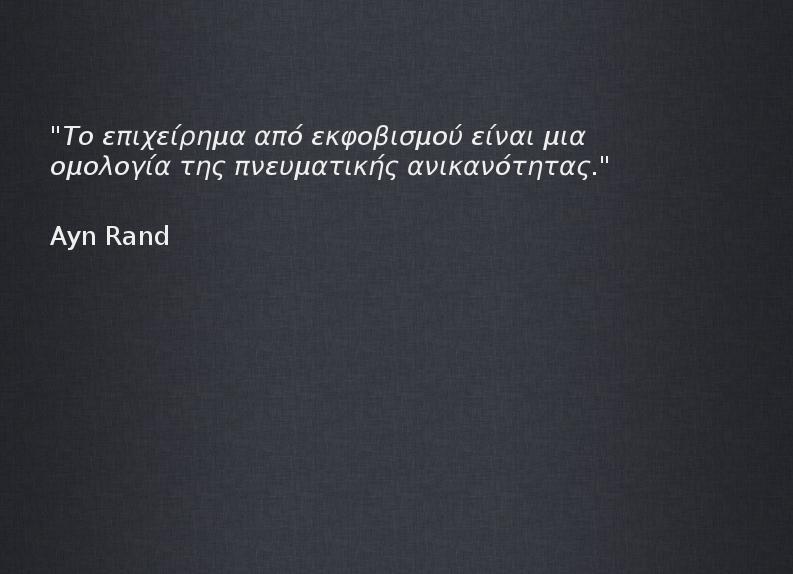 "Το επιχείρημα από εκφοβισμού είναι μια
ομολογία της πνευματικής ανικανότητας."
Ayn Rand